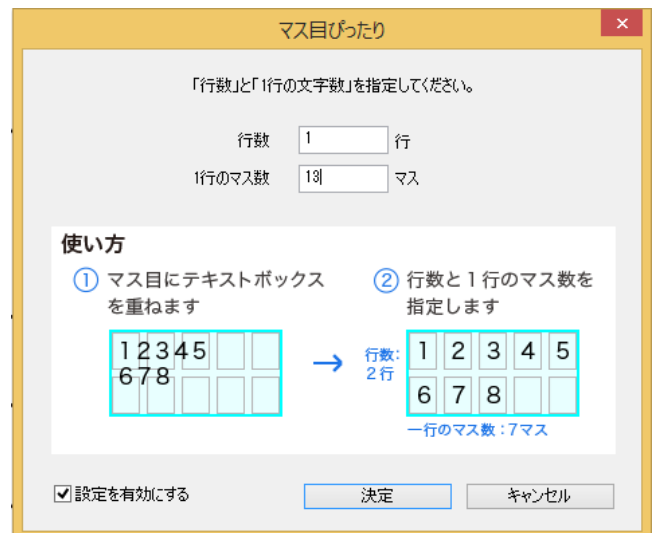 マス目ぴったり
「行数」と「1行の文字数」を指定してください。
行数 1 行
1行のマス数 13 マス
使い方
① マス目にテキストボックス
を重ねます
12345
678
→
② 行数と1行のマス数を
指定します
行数:
2行
1 2 3 4 5
6 7 8
一行のマス数:7マス
設定を有効にする
決定
キャンセル